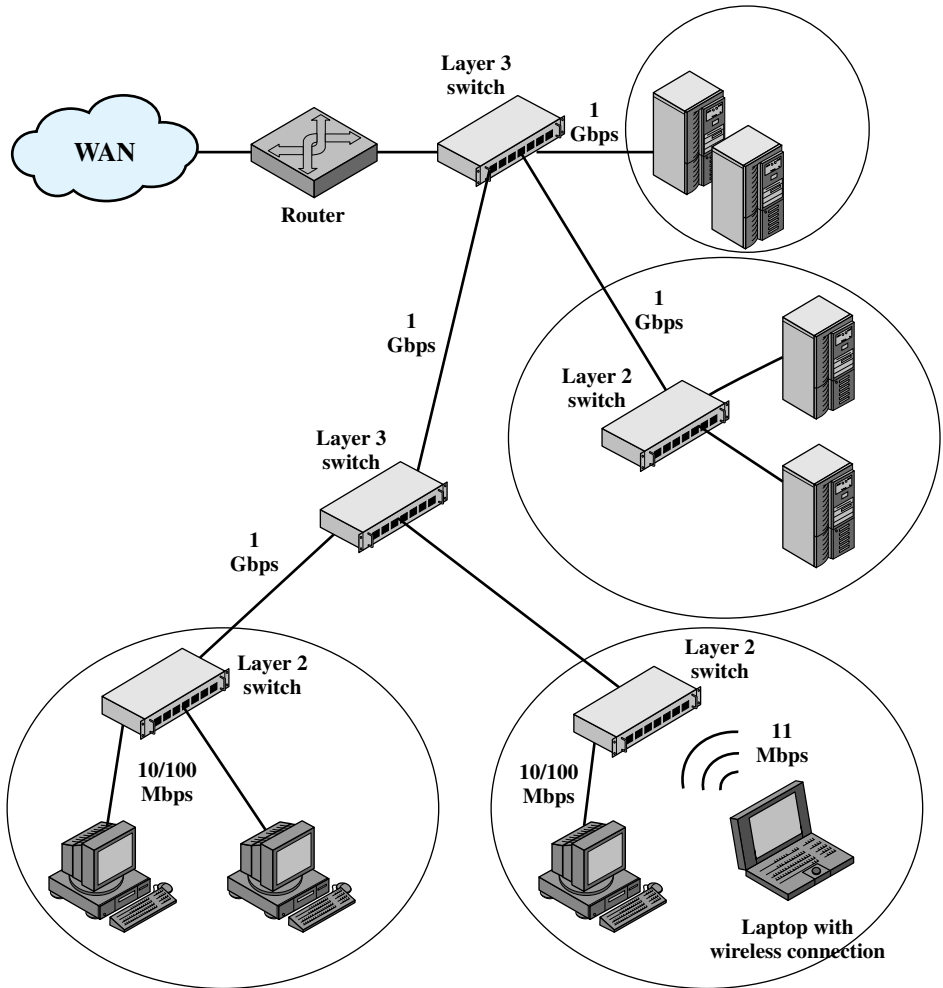 Layer 3
switch
1
Gbps
WAN
Router
1
Gbps
1
Gbps
Layer 2
switch
Layer 3
switch
1
Gbps
Layer 2
switch
Layer 2
switch
11
Mbps
10/100
Mbps
10/100
Mbps
Laptop with
wireless connection